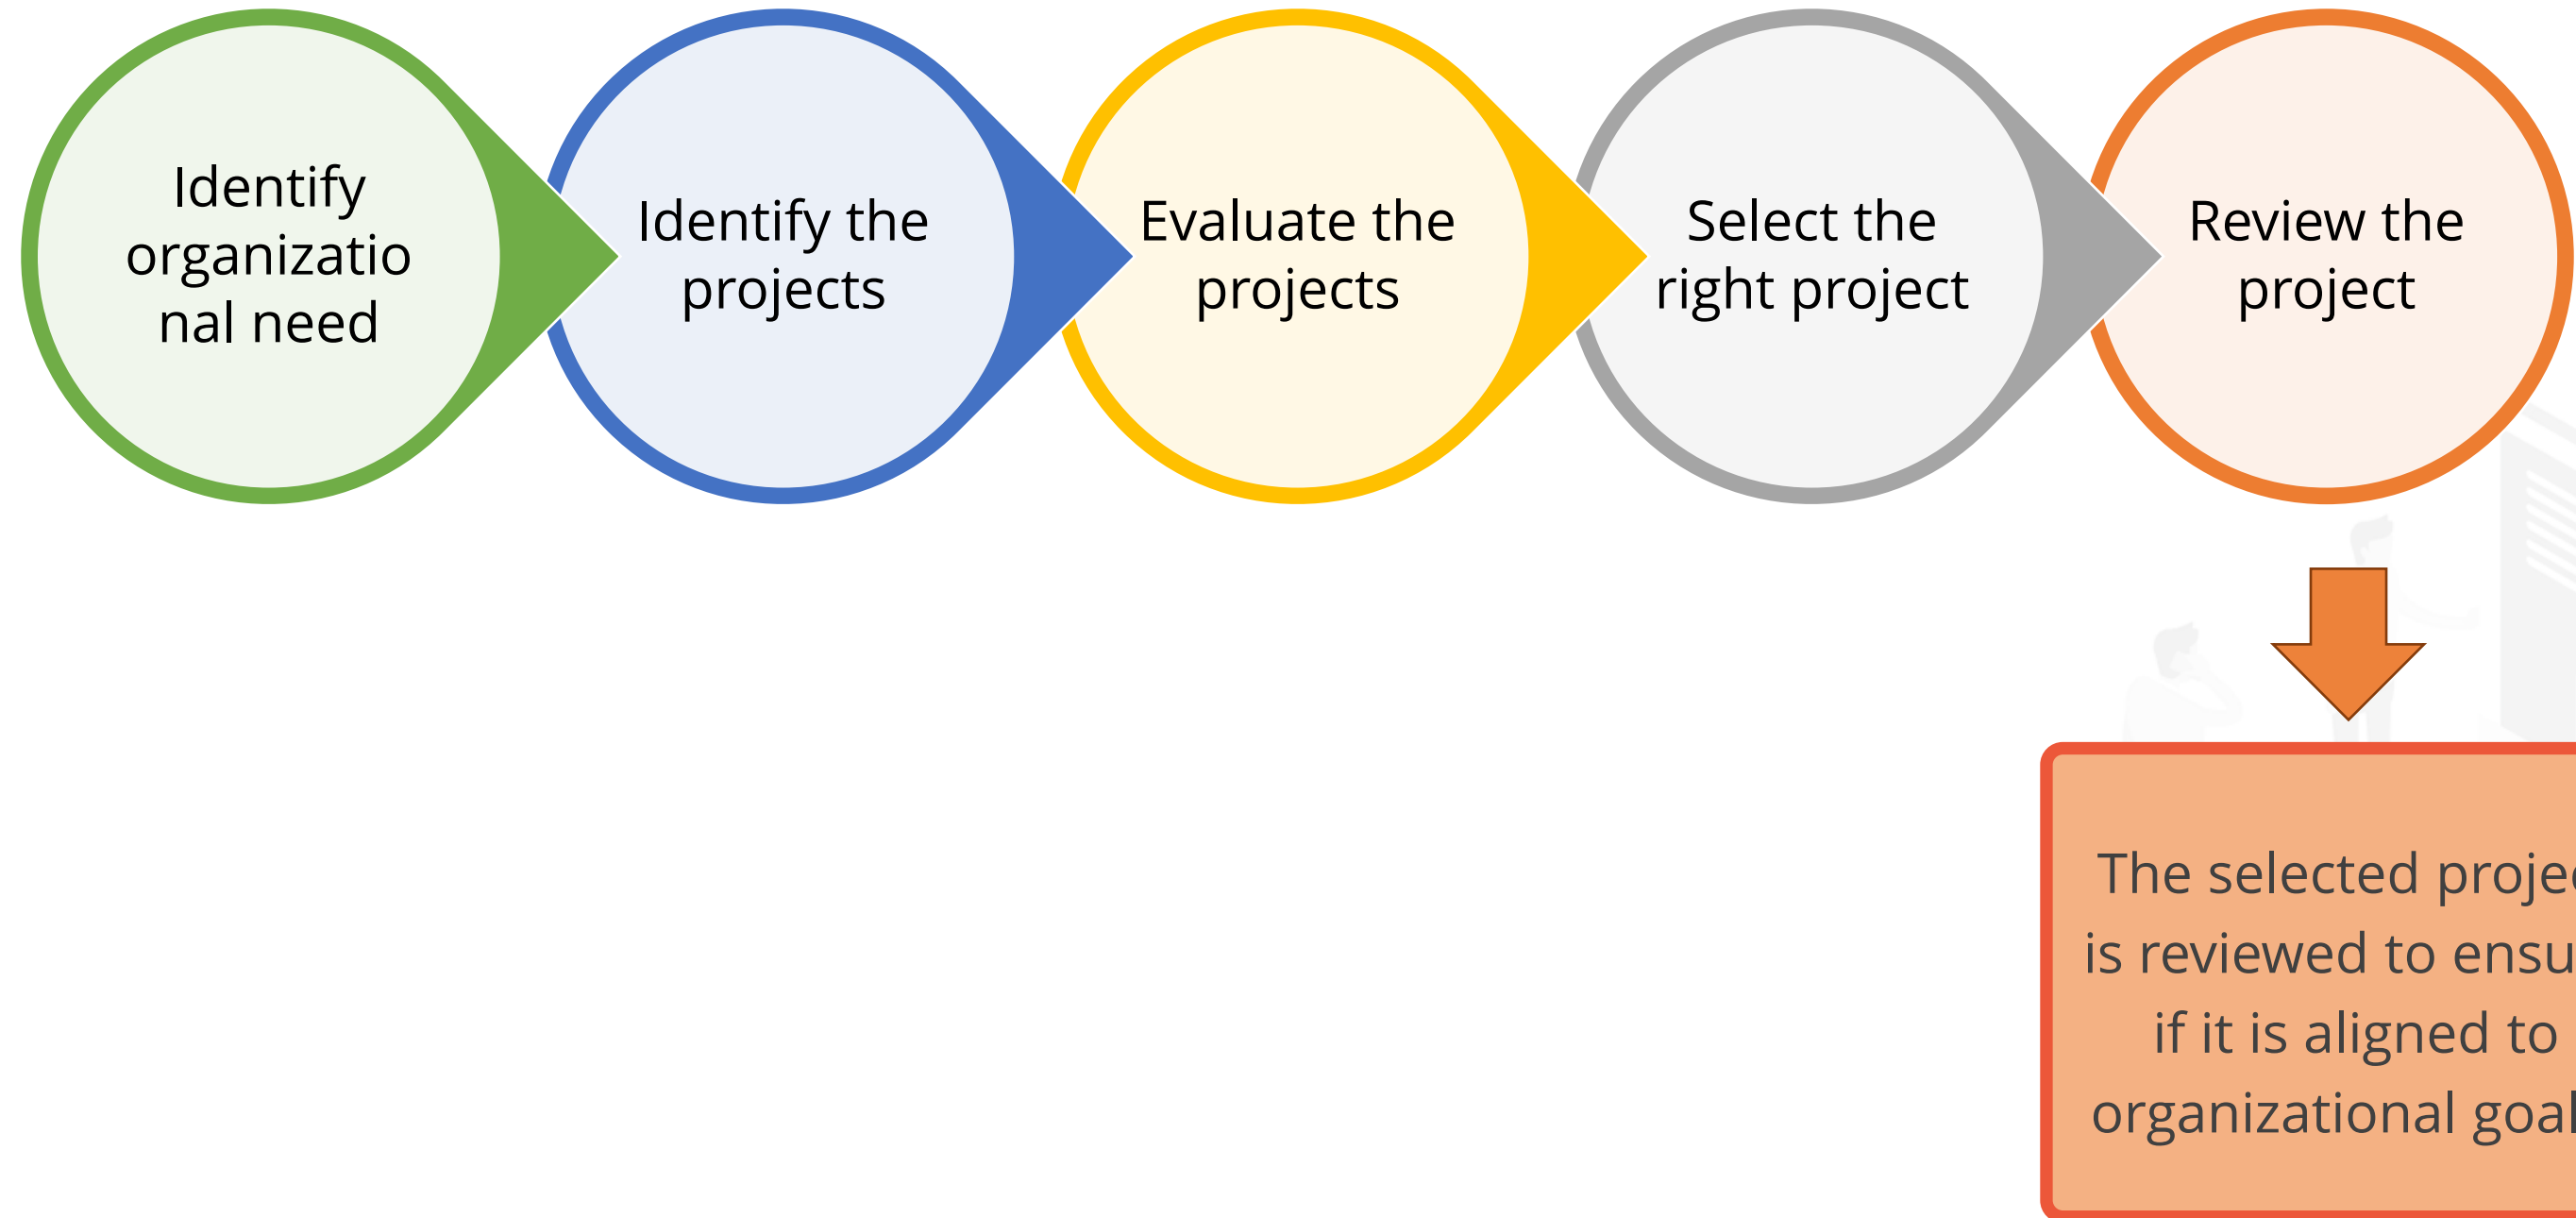 Identify
organizatio
nal need
Identify the
projects
Evaluate the
projects
Select the
right project
Review the
project
The selected projec
is reviewed to ensu
if it is aligned to
organizational goal